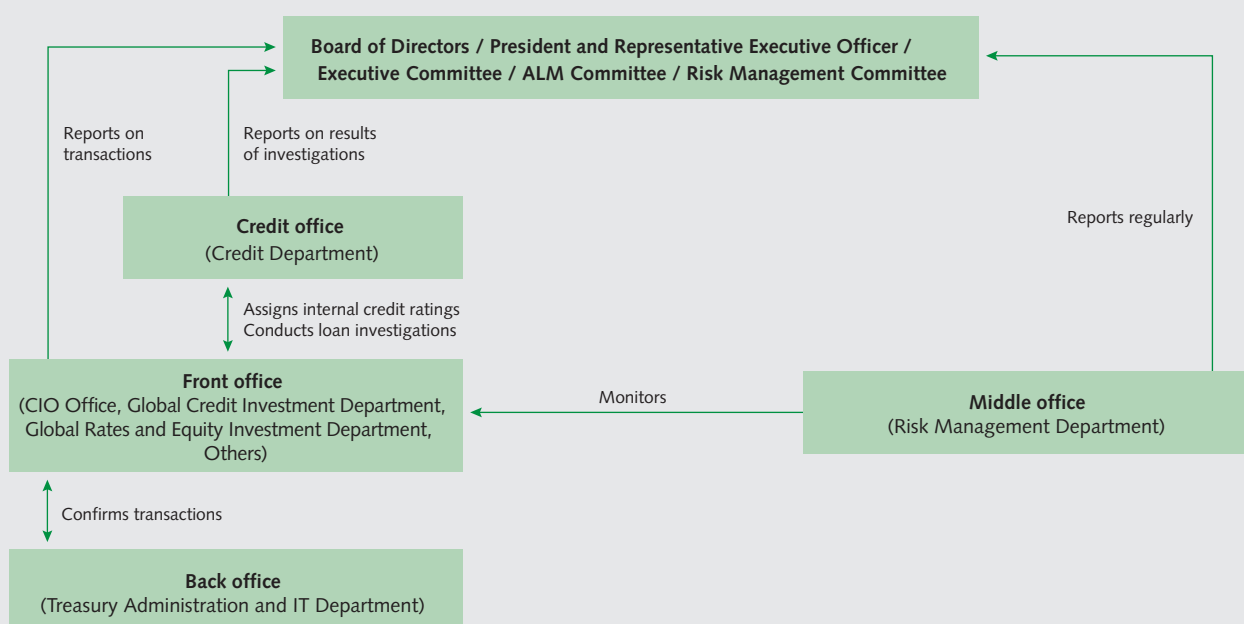 Board of Directors / President and Representative Executive Officer /
Executive Committee / ALM Committee / Risk Management Committee
Reports on
transactions
Reports on results
of investigations
Reports regularly
Credit office
(Credit Department)
Assigns internal credit ratings
Conducts loan investigations
Front office
(CIO Office, Global Credit Investment Department,
Global Rates and Equity Investment Department,
Others)
Monitors
Middle office
(Risk Management Department)
Confirms transactions
Back office
(Treasury Administration and IT Department)